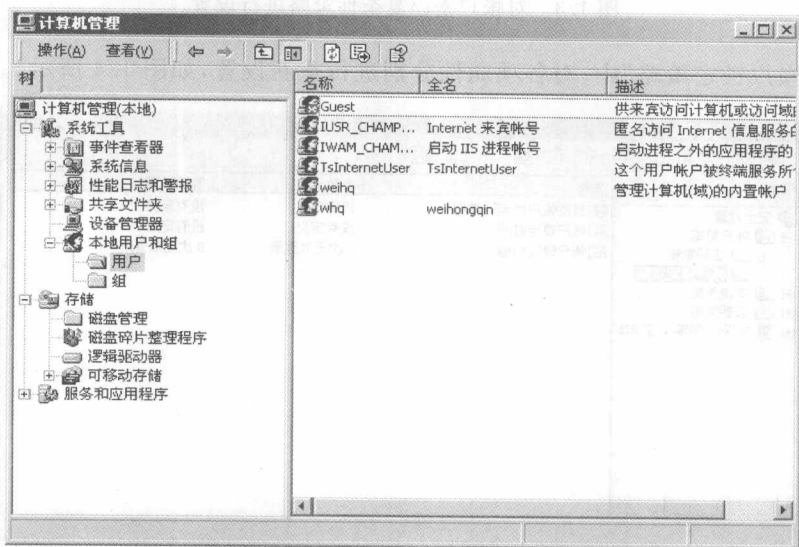 计算机管理
操作(A) 查看(V)
树
计算机管理(本地)
系统工具
事件查看器
系统信息
性能日志和警报
共享文件夹
设备管理器
本地用户和组
用户
组
存储
磁盘管理
磁盘碎片整理程序
逻辑驱动器
可移动存储
服务和应用程序
名称 全名 描述
Guest 供来宾访问计算机或访问域
IUSR_CHAMP... Internet 来宾帐号 匿名访问 Internet 信息服务
IWAM_CHAM... 启动 IIS 进程帐号 启动进程之外的应用程序的
TsInternetUser TsInternetUser 这个用户帐户被终端服务所
weihq 管理计算机(域)的内置帐户
whq weihongqin